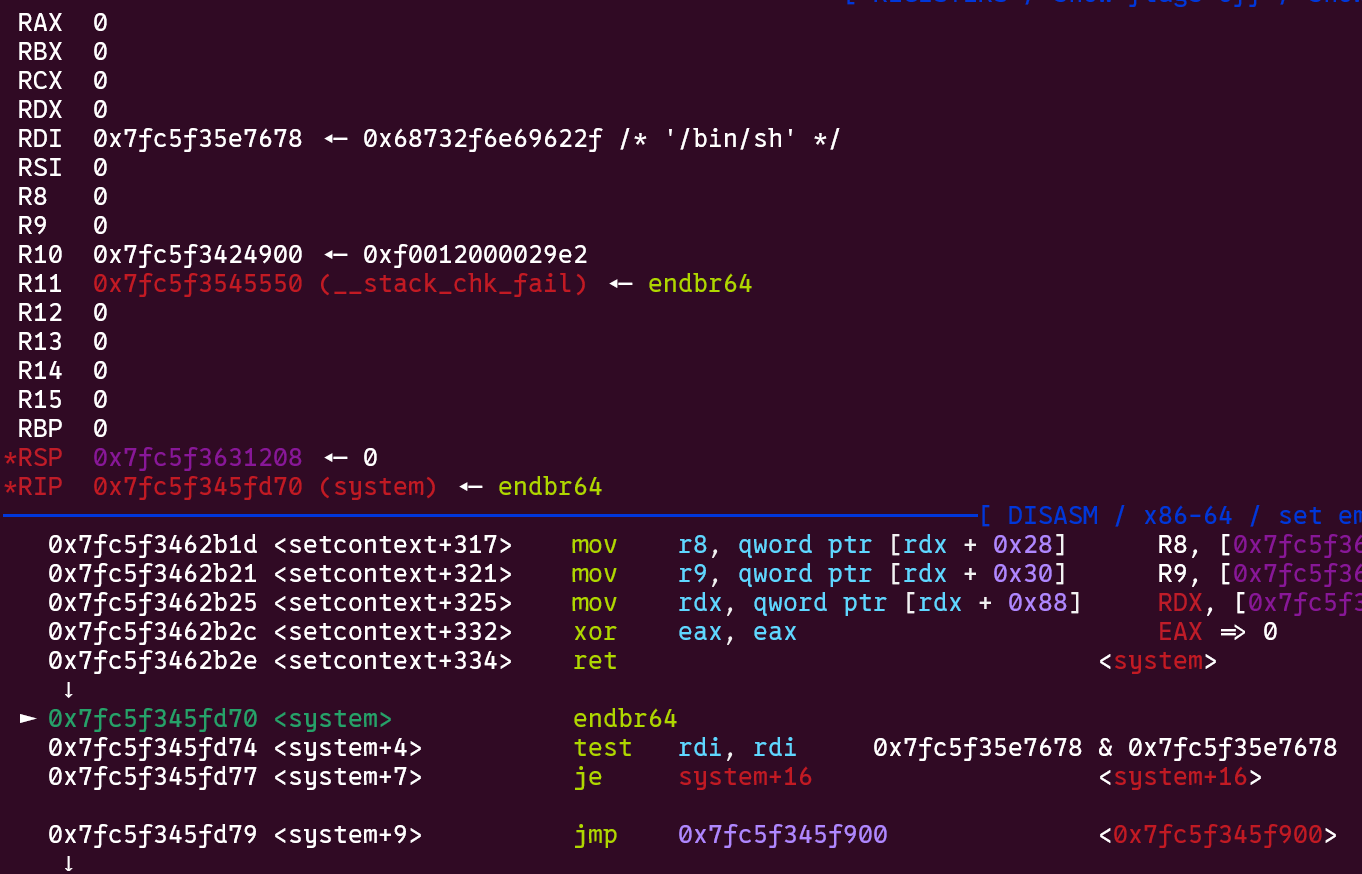 [ REGISTERS / show-flags off / show
RAX 0
RBX 0
RCX 0
RDX 0
RDI 0x7fc5f35e7678 ◂— 0x68732f6e69622f /* '/bin/sh' */
RSI 0
R8 0
R9 0
R10 0x7fc5f3424900 ◂— 0xf0012000029e2
R11 0x7fc5f3545550 (__stack_chk_fail) ◂— endbr64
R12 0
R13 0
R14 0
R15 0
RBP 0
*RSP 0x7fc5f3631208 ◂— 0
*RIP 0x7fc5f345fd70 (system) ◂— endbr64
[ DISASM / x86-64 / set em
0x7fc5f3462b1d <setcontext+317> mov r8, qword ptr [rdx + 0x28] R8, [0x7fc5f36
0x7fc5f3462b21 <setcontext+321> mov r9, qword ptr [rdx + 0x30] R9, [0x7fc5f36
0x7fc5f3462b25 <setcontext+325> mov rdx, qword ptr [rdx + 0x88] RDX, [0x7fc5f3
0x7fc5f3462b2c <setcontext+332> xor eax, eax EAX => 0
0x7fc5f3462b2e <setcontext+334> ret <system>
↓
► 0x7fc5f345fd70 <system> endbr64
0x7fc5f345fd74 <system+4> test rdi, rdi 0x7fc5f35e7678 & 0x7fc5f35e7678
0x7fc5f345fd77 <system+7> je system+16 <system+16>
0x7fc5f345fd79 <system+9> jmp 0x7fc5f345f900 <0x7fc5f345f900>
↓